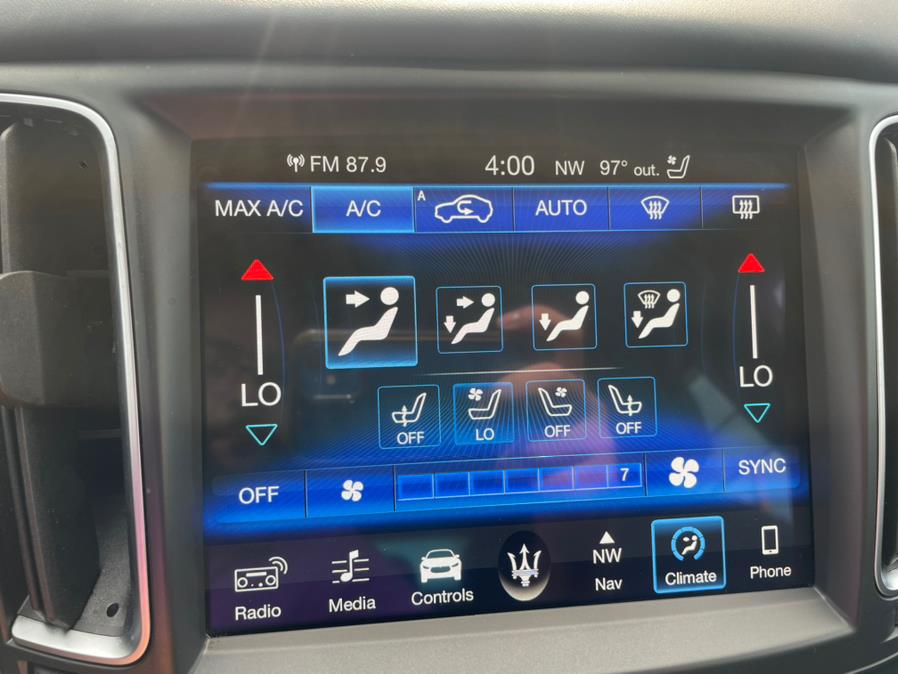 FM 87.9 4:00 NW 97° out.
MAX A/C A/C A AUTO
LO LO
OFF LO OFF OFF
OFF 7 SYNC
NW
Radio Media Controls Nav Climate Phone